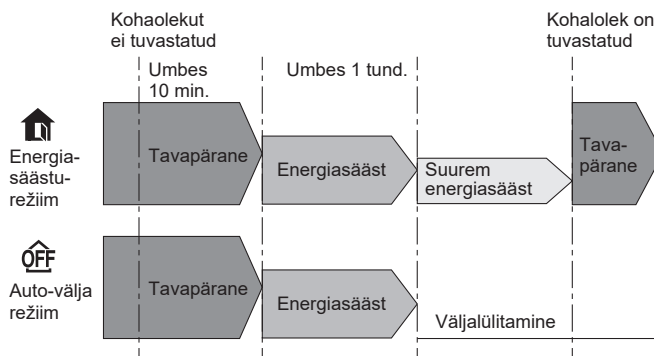 Kohaolekut
ei tuvastatud
Kohalolek on
tuvastatud
Umbes
10 min.
Umbes 1 tund.
Energia-
säästu-
režiim
Tavapärane
Energiasääst
Suurem
energiasääst
Tava-
pärane
OFF
Auto-välja
režiim
Tavapärane
Energiasääst
Väljalülitamine